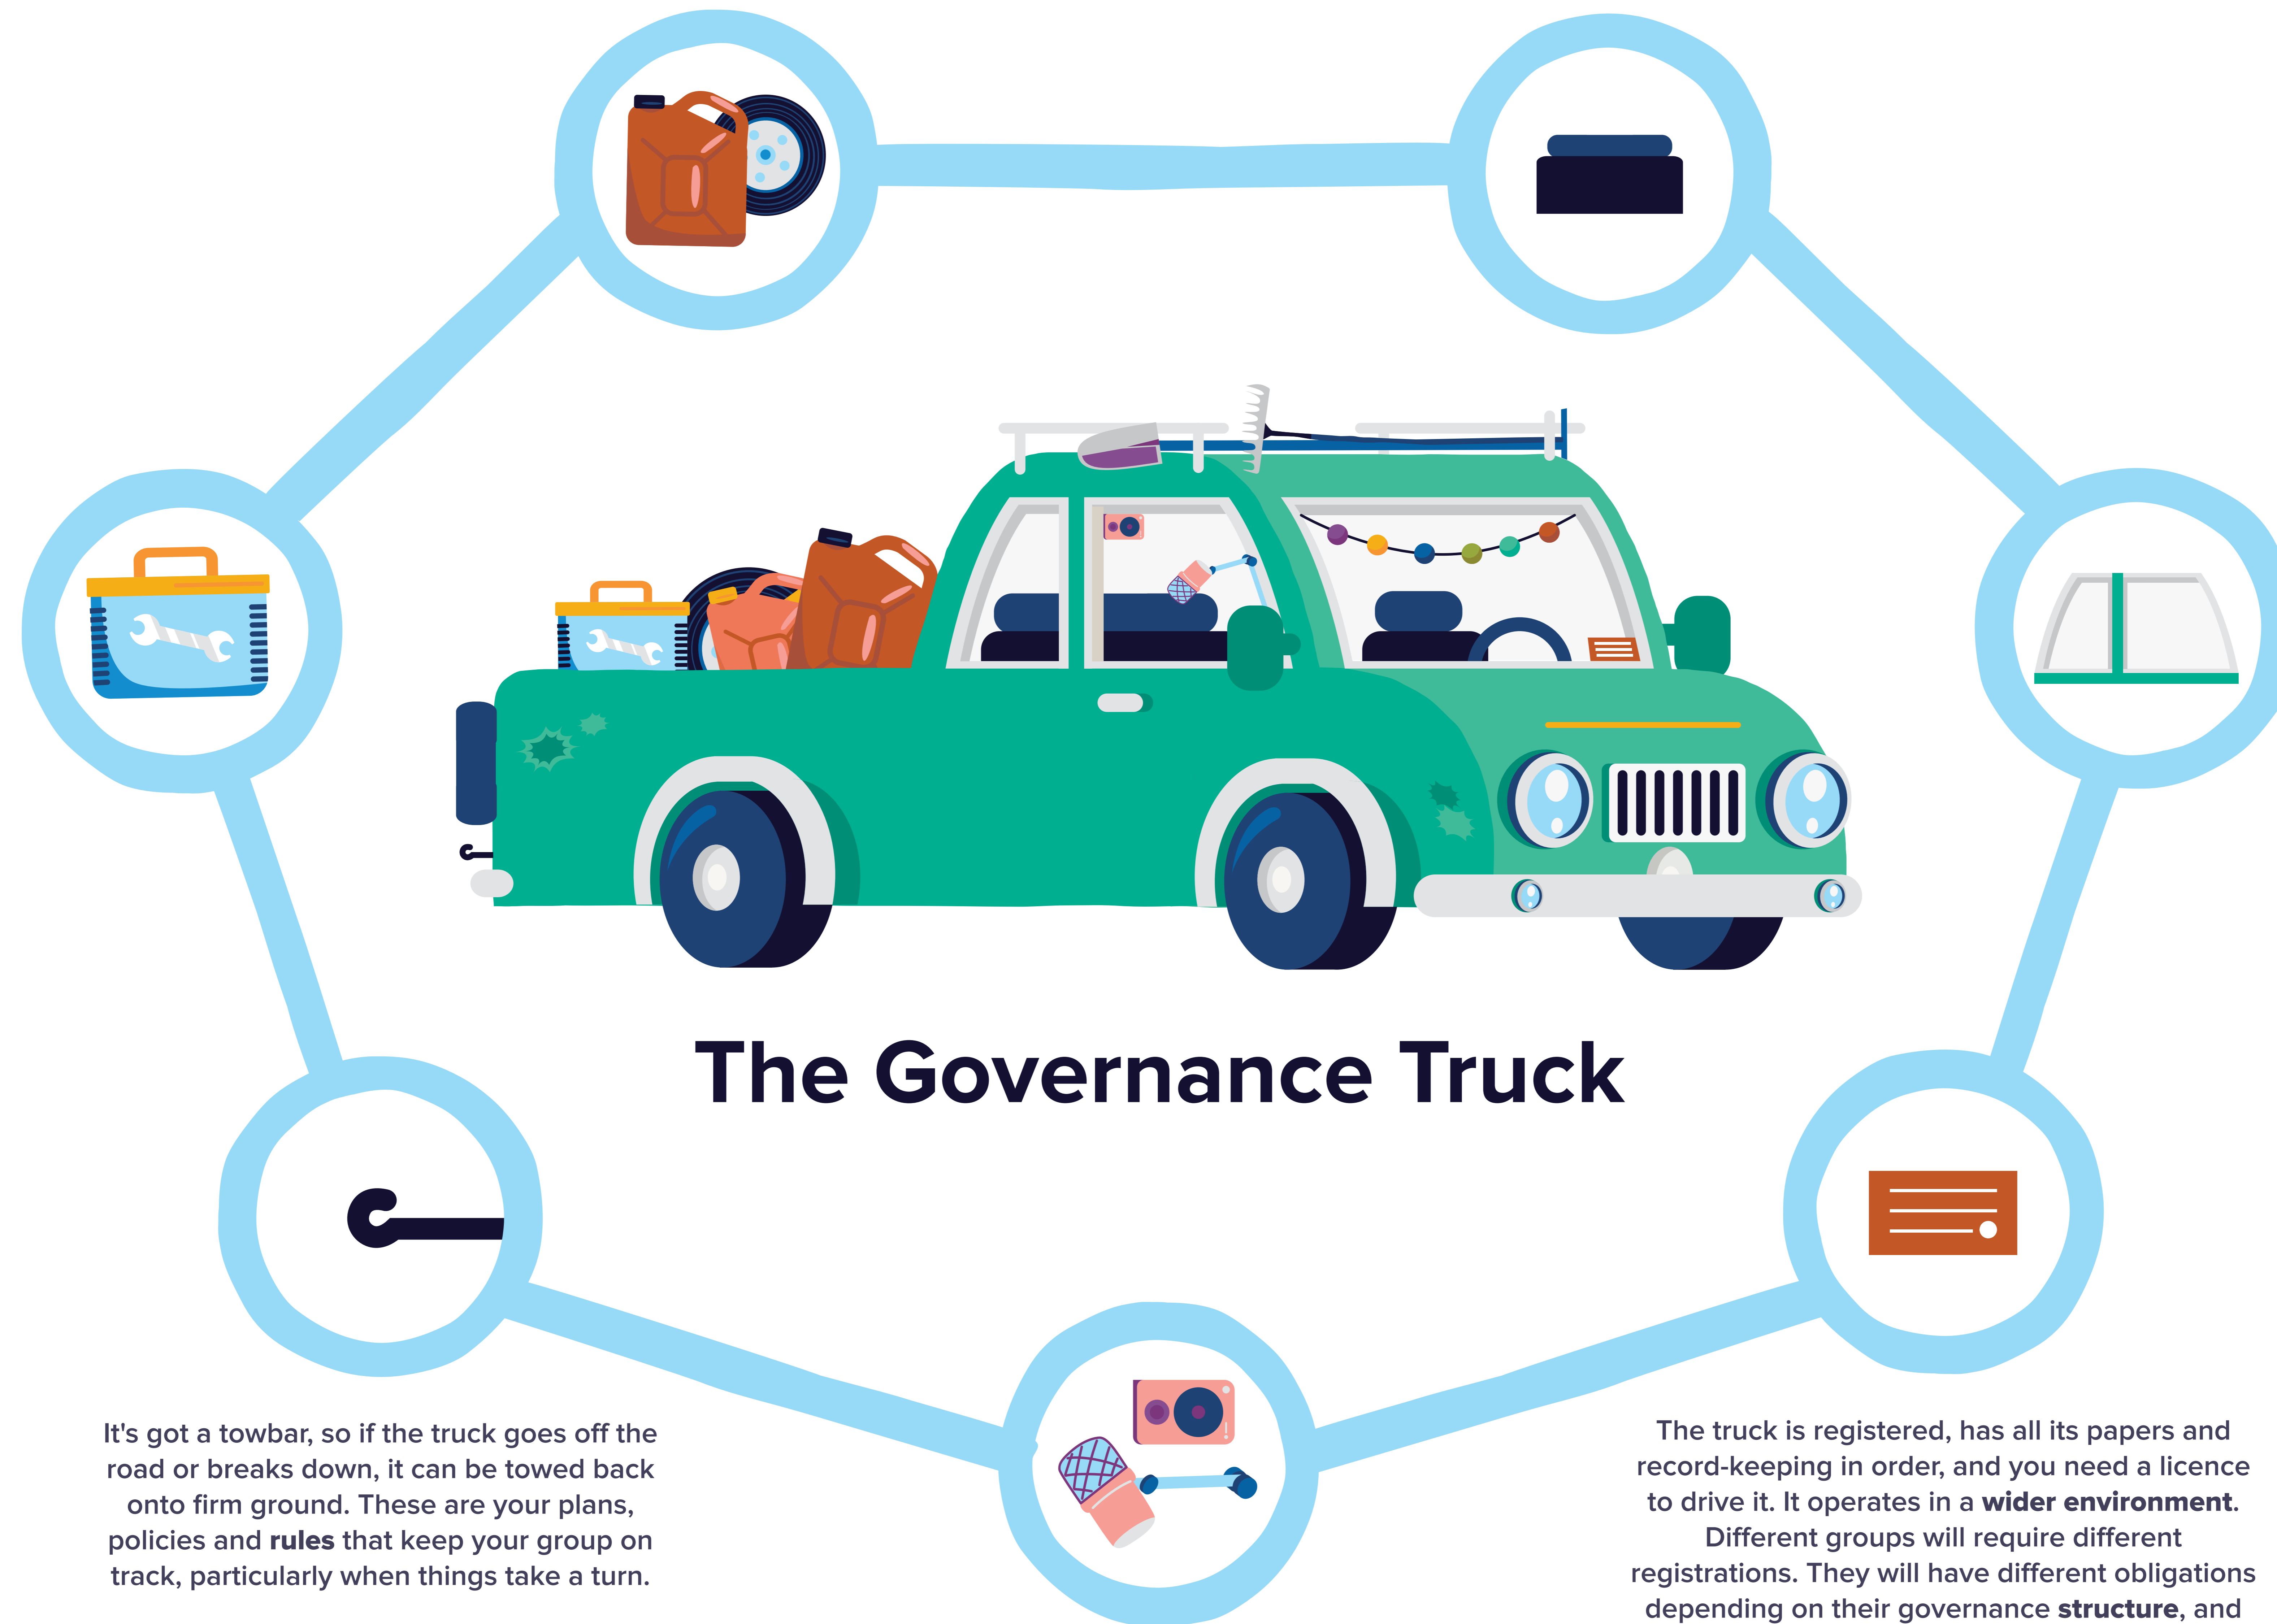 The Governance Truck
It's got a towbar, so if the truck goes off the
road or breaks down, it can be towed back
onto firm ground. These are your plans,
policies and rules that keep your group on
track, particularly when things take a turn.
The truck is registered, has all its papers and
record-keeping in order, and you need a licence
to drive it. It operates in a wider environment.
Different groups will require different
registrations. They will have different obligations
depending on their governance structure, and